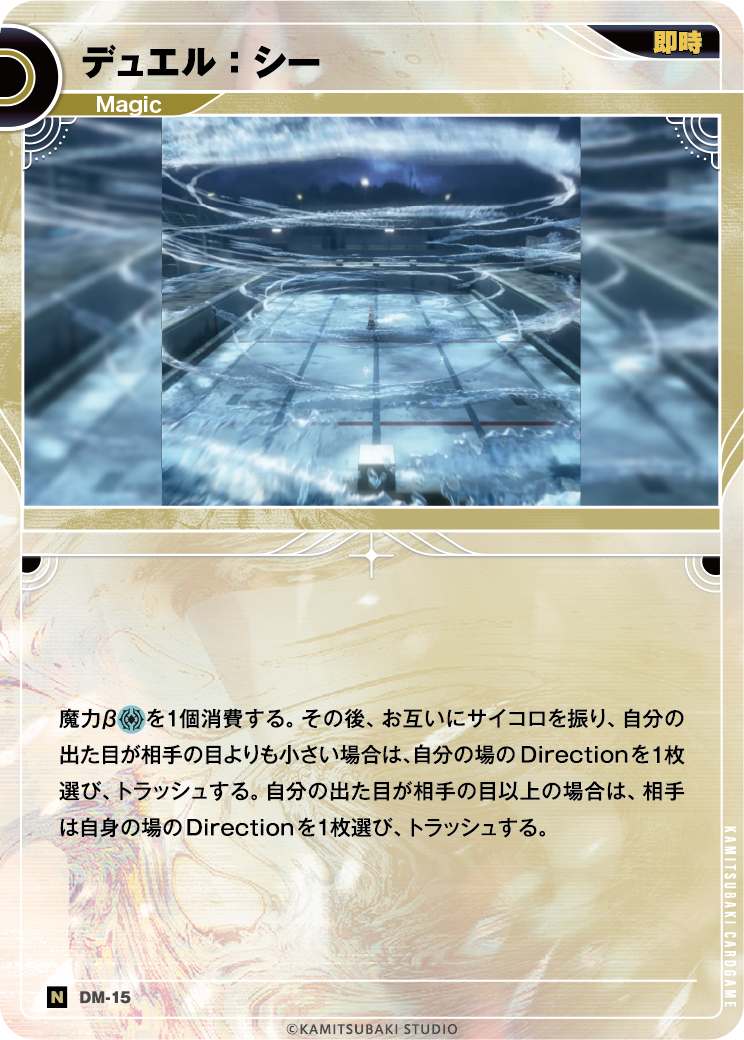 即時
デュエル：シー
Magic
魔力βを1個消費する。その後、お互いにサイコロを振り、自分の
出た目が相手の目よりも小さい場合は、自分の場のDirectionを1枚
選び、トラッシュする。自分の出た目が相手の目以上の場合は、相手
は自身の場のDirectionを1枚選び、トラッシュする。
KAMITSUBAKI CARDGAME
N DM-15
©KAMITSUBAKI STUDIO